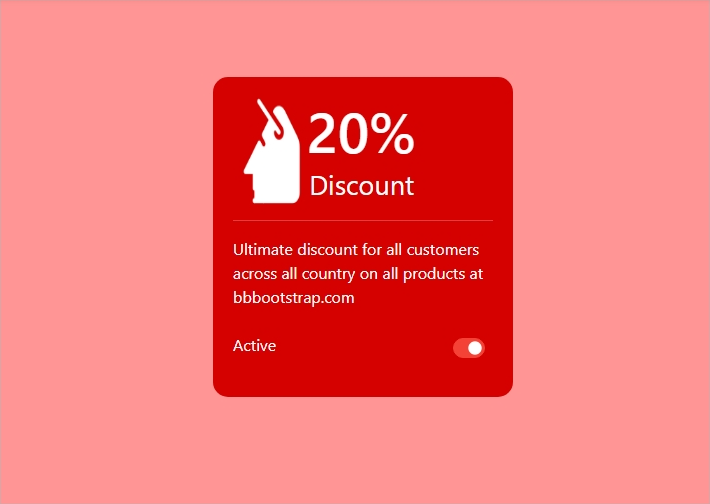 20%
Discount
Ultimate discount for all customers
across all country on all products at
bbbootstrap.com
Active